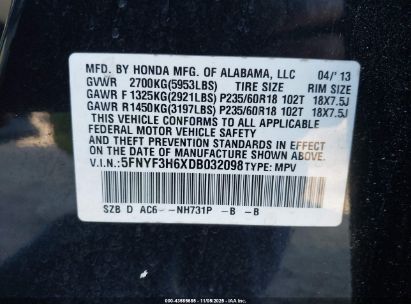 MFD. BY HONDA MFG. OF ALABAMA, LLC 04/'13
GVWR 2700KG(5953LBS) TIRE SIZE RIM SIZE
GAWR F 1325KG(2921LBS) P235/60R18 102T 18X7.5J
GAWR R 1450KG(3197LBS) P235/60R18 102T 18X7.5J
THIS VEHICLE CONFORMS TO ALL APPLICABLE
FEDERAL MOTOR VEHICLE SAFETY
AND THEFT PREVENTION STANDARDS IN EFFECT
ON THE DATE OF MANUFACTURE SHOWN ABOVE.
V.I.N.: 5FNYF3H6XDB032098 TYPE: MPV
SZB D AC6- -NH731P -B -B